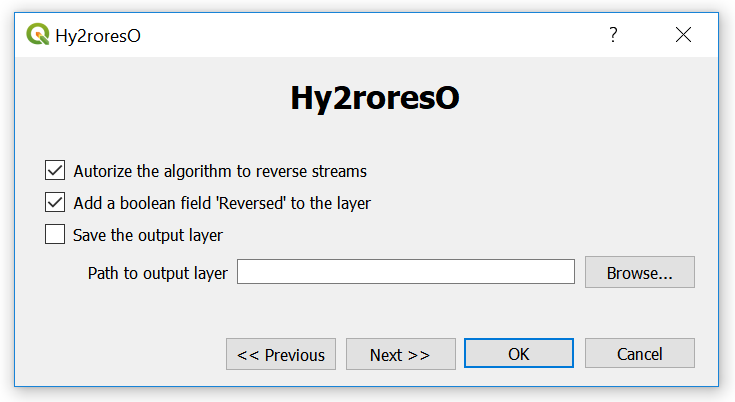 Hy2roresO
?
Hy2roresO
Autorize the algorithm to reverse streams
Add a boolean field 'Reversed' to the layer
Save the output layer
Path to output layer
Browse...
<< Previous
Next >>
OK
Cancel